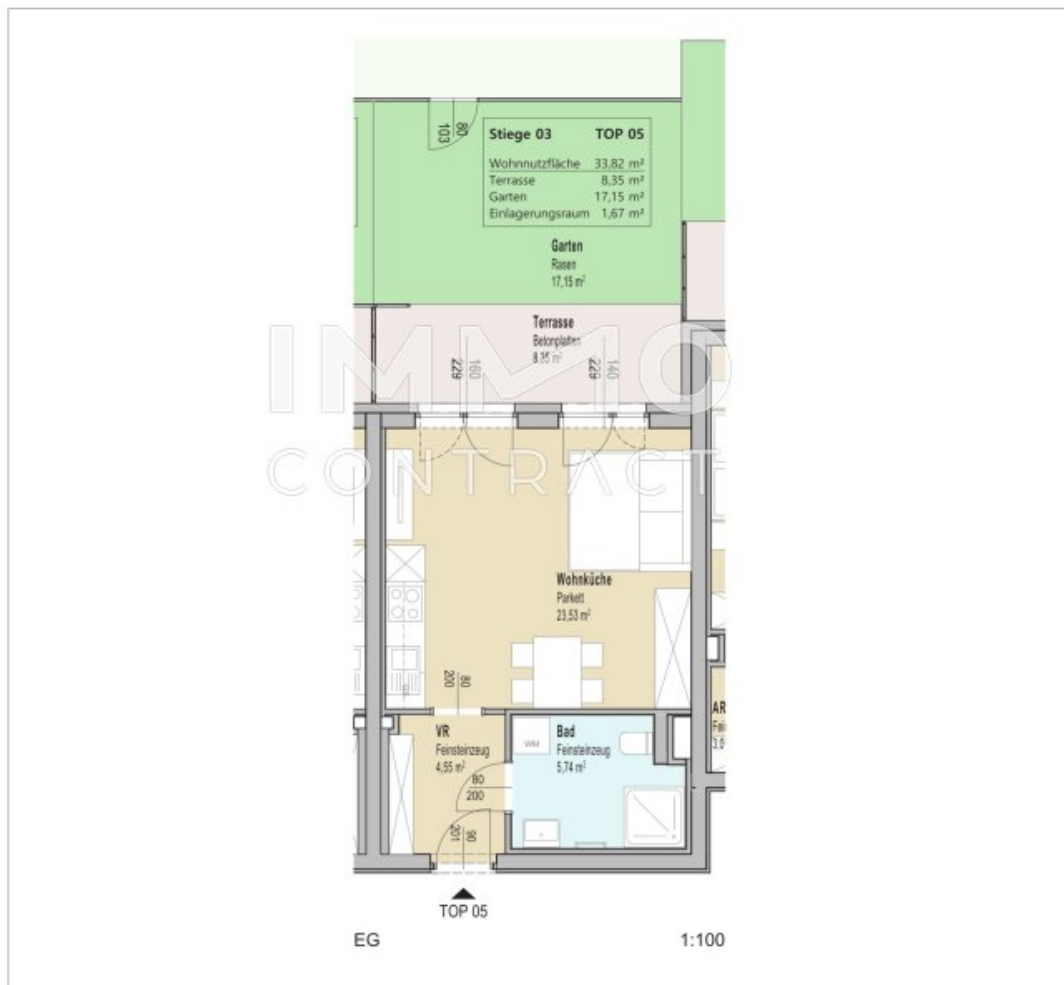 80
103
Stiege 03 TOP 05
Wohnnutzfläche 33,82 m²
Terrasse 8,35 m²
Garten 17,15 m²
Einlagerungsraum 1,67 m²
Garten
Rasen
17,15 m²
IMMO
CONTRACT
Terrasse
Betonplatten
8,35 m²
160
229
140
229
Wohnküche
Parkett
23,53 m²
80
200
GS
VR
Feinsteinzeug
4,55 m²
WM
Bad
Feinsteinzeug
5,74 m²
80
200
90
201
AR
Fei
TOP 05
EG 1:100